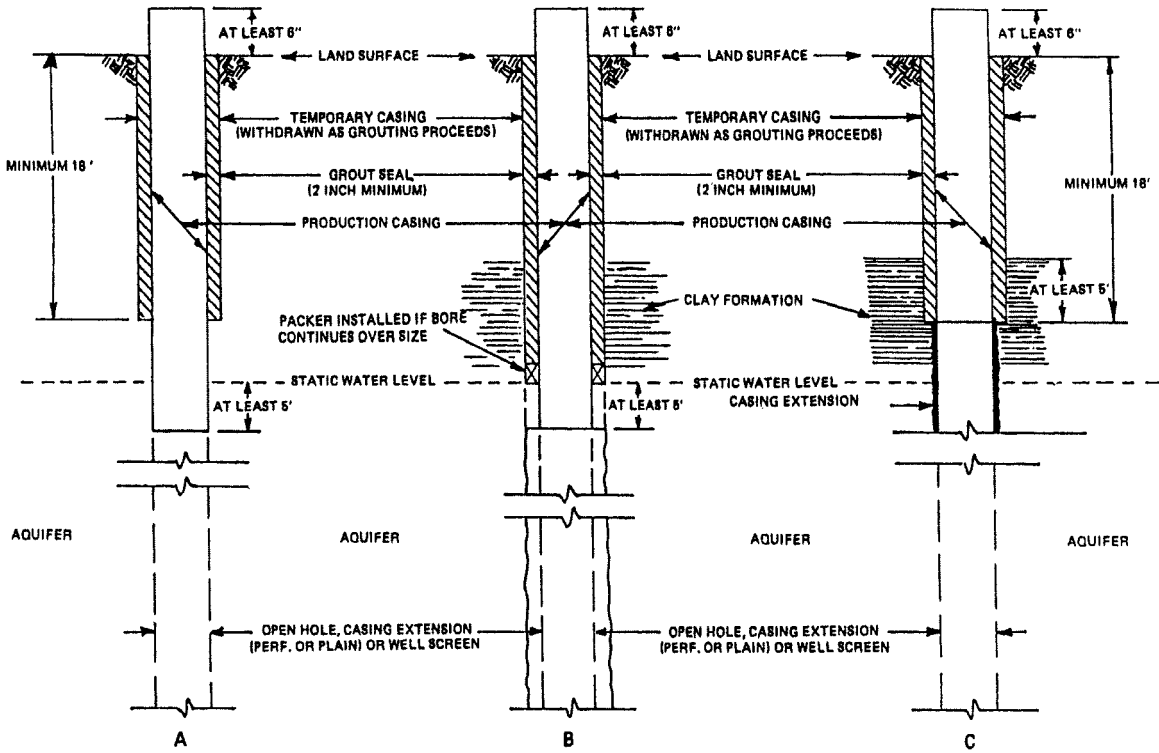 AT LEAST 6"
AT LEAST 6"
AT LEAST 6"
LAND SURFACE
LAND SURFACE
TEMPORARY CASING
(WITHDRAWN AS GROUTING PROCEEDS)
TEMPORARY CASING
(WITHDRAWN AS GROUTING PROCEEDS)
MINIMUM 18'
GROUT SEAL
(2 INCH MINIMUM)
GROUT SEAL
(2 INCH MINIMUM)
MINIMUM 18'
PRODUCTION CASING
PRODUCTION CASING
AT LEAST 5'
CLAY FORMATION
PACKER INSTALLED IF BORE
CONTINUES OVER SIZE
STATIC WATER LEVEL
STATIC WATER LEVEL
CASING EXTENSION
AT LEAST 5'
AT LEAST 5'
AQUIFER
AQUIFER
AQUIFER
AQUIFER
OPEN HOLE, CASING EXTENSION
(PERF. OR PLAIN) OR WELL SCREEN
OPEN HOLE, CASING EXTENSION
(PERF. OR PLAIN) OR WELL SCREEN
A
B
C